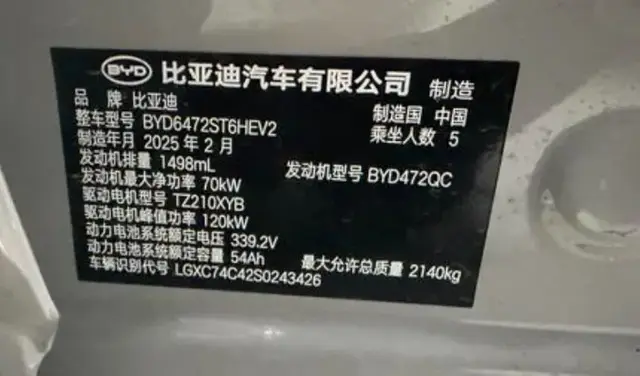 BYD 比亚迪汽车有限公司 制造
品 牌 比亚迪 制造国 中国
整车型号 BYD6472ST6HEV2 乘坐人数 5
制造年月 2025 年 2 月
发动机排量 1498mL 发动机型号 BYD472QC
发动机最大净功率 70kW
驱动电机型号 TZ210XYB
驱动电机峰值功率 120kW
动力电池系统额定电压 339.2V
动力电池系统额定容量 54Ah 最大允许总质量 2140kg
车辆识别代号 LGXC74C42S0243426